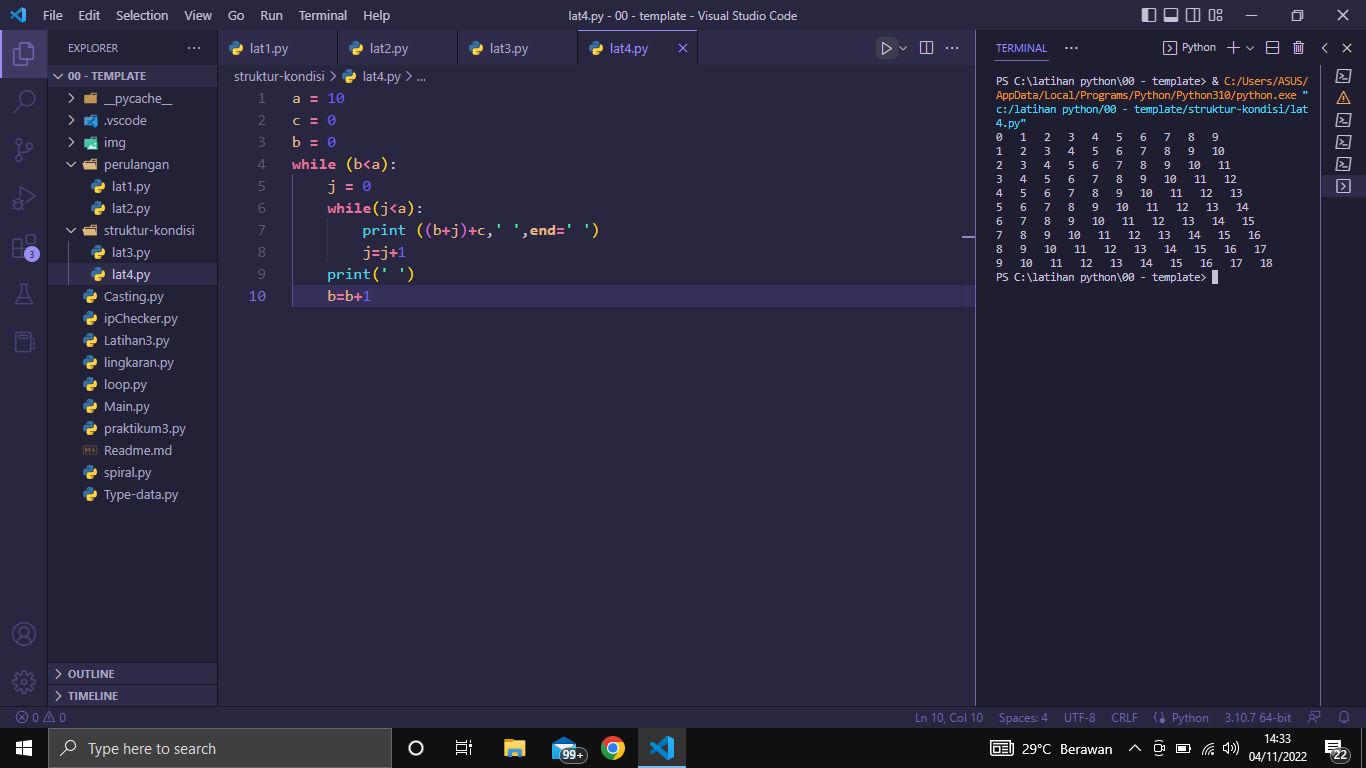 File Edit Selection View Go Run Terminal Help
lat4.py - 00 - template - Visual Studio Code
EXPLORER
00 - TEMPLATE
__pycache__
.vscode
img
perulangan
lat1.py
lat2.py
struktur-kondisi
lat3.py
lat4.py
Casting.py
ipChecker.py
Latihan3.py
lingkaran.py
loop.py
Main.py
praktikum3.py
Readme.md
spiral.py
Type-data.py
OUTLINE
TIMELINE
3
lat1.py lat2.py lat3.py lat4.py
struktur-kondisi > lat4.py > ...
1 a = 10
2 c = 0
3 b = 0
4 while (b<a):
5 j = 0
6 while(j<a):
7 print ((b+j)+c,' ',end=' ')
8 j=j+1
9 print(' ')
10 b=b+1
TERMINAL
Python
PS C:\latihan python\00 - template> & C:/Users/ASUS/
AppData/Local/Programs/Python/Python310/python.exe "
c:/latihan python/00 - template/struktur-kondisi/lat
4.py"
0 1 2 3 4 5 6 7 8 9
1 2 3 4 5 6 7 8 9 10
2 3 4 5 6 7 8 9 10 11
3 4 5 6 7 8 9 10 11 12
4 5 6 7 8 9 10 11 12 13
5 6 7 8 9 10 11 12 13 14
6 7 8 9 10 11 12 13 14 15
7 8 9 10 11 12 13 14 15 16
8 9 10 11 12 13 14 15 16 17
9 10 11 12 13 14 15 16 17 18
PS C:\latihan python\00 - template>
0 0
Ln 10, Col 10 Spaces: 4 UTF-8 CRLF Python 3.10.7 64-bit
Type here to search
99+
29°C Berawan
14:33
04/11/2022
22